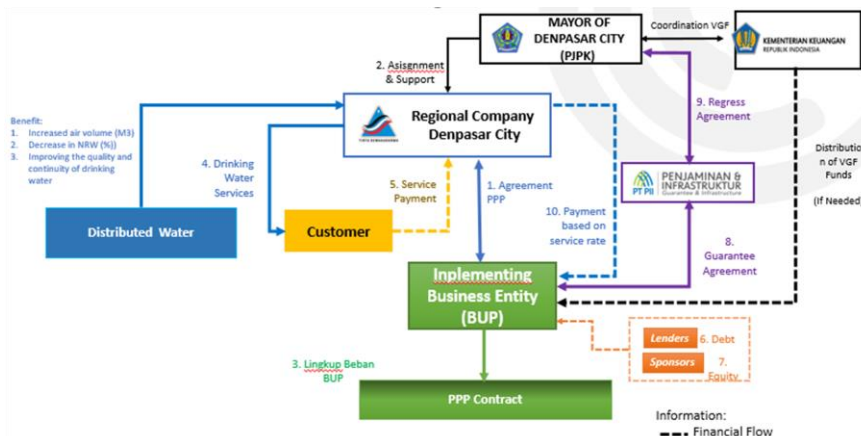 MAYOR OF
DENPASAR CITY
(PJPK)
Coordination VGF
KEMENTERIAN KEUANGAN
REPUBLIK INDONESIA
2. Asisgnment
& Support
9. Regress
Agreement
Benefit:
1. Increased air volume (M3)
2. Decrease in NRW (%))
3. Improving the quality and
continuity of drinking
water
Regional Company
Denpasar City
Distributio
n of VGF
Funds
(If Needed)
4. Drinking
Water
Services
5. Service
Payment
1. Agreement
PPP
PT PII
PENJAMINAN &
INFRASTRUKTUR
Guarantee & Infrastructure
10. Payment
based on
service rate
Distributed Water
Customer
8.
Guarantee
Agreement
Inplementing
Business Entity
(BUP)
Lenders
6. Debt
Sponsors
7.
Equity
3. Lingkup Beban
BUP
PPP Contract
Information:
Financial Flow